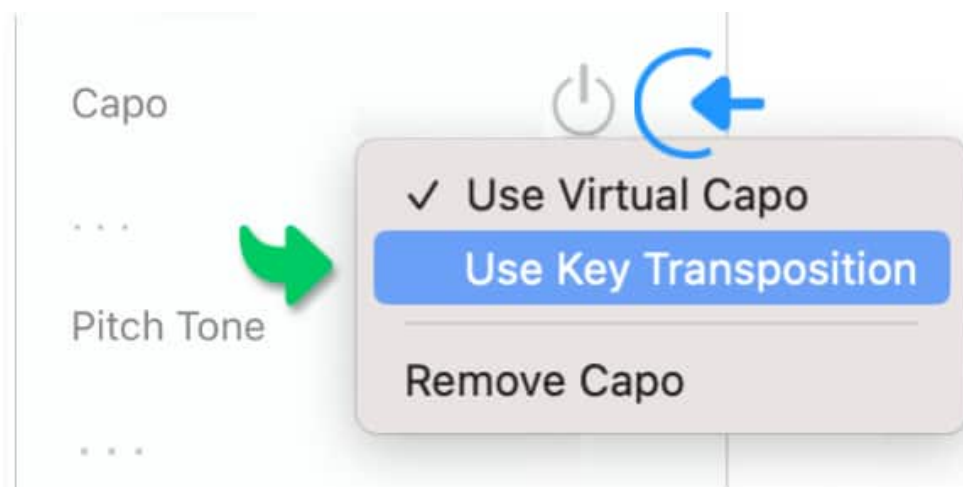 Capo
✓ Use Virtual Capo
...
Use Key Transposition
Pitch Tone
Remove Capo
...